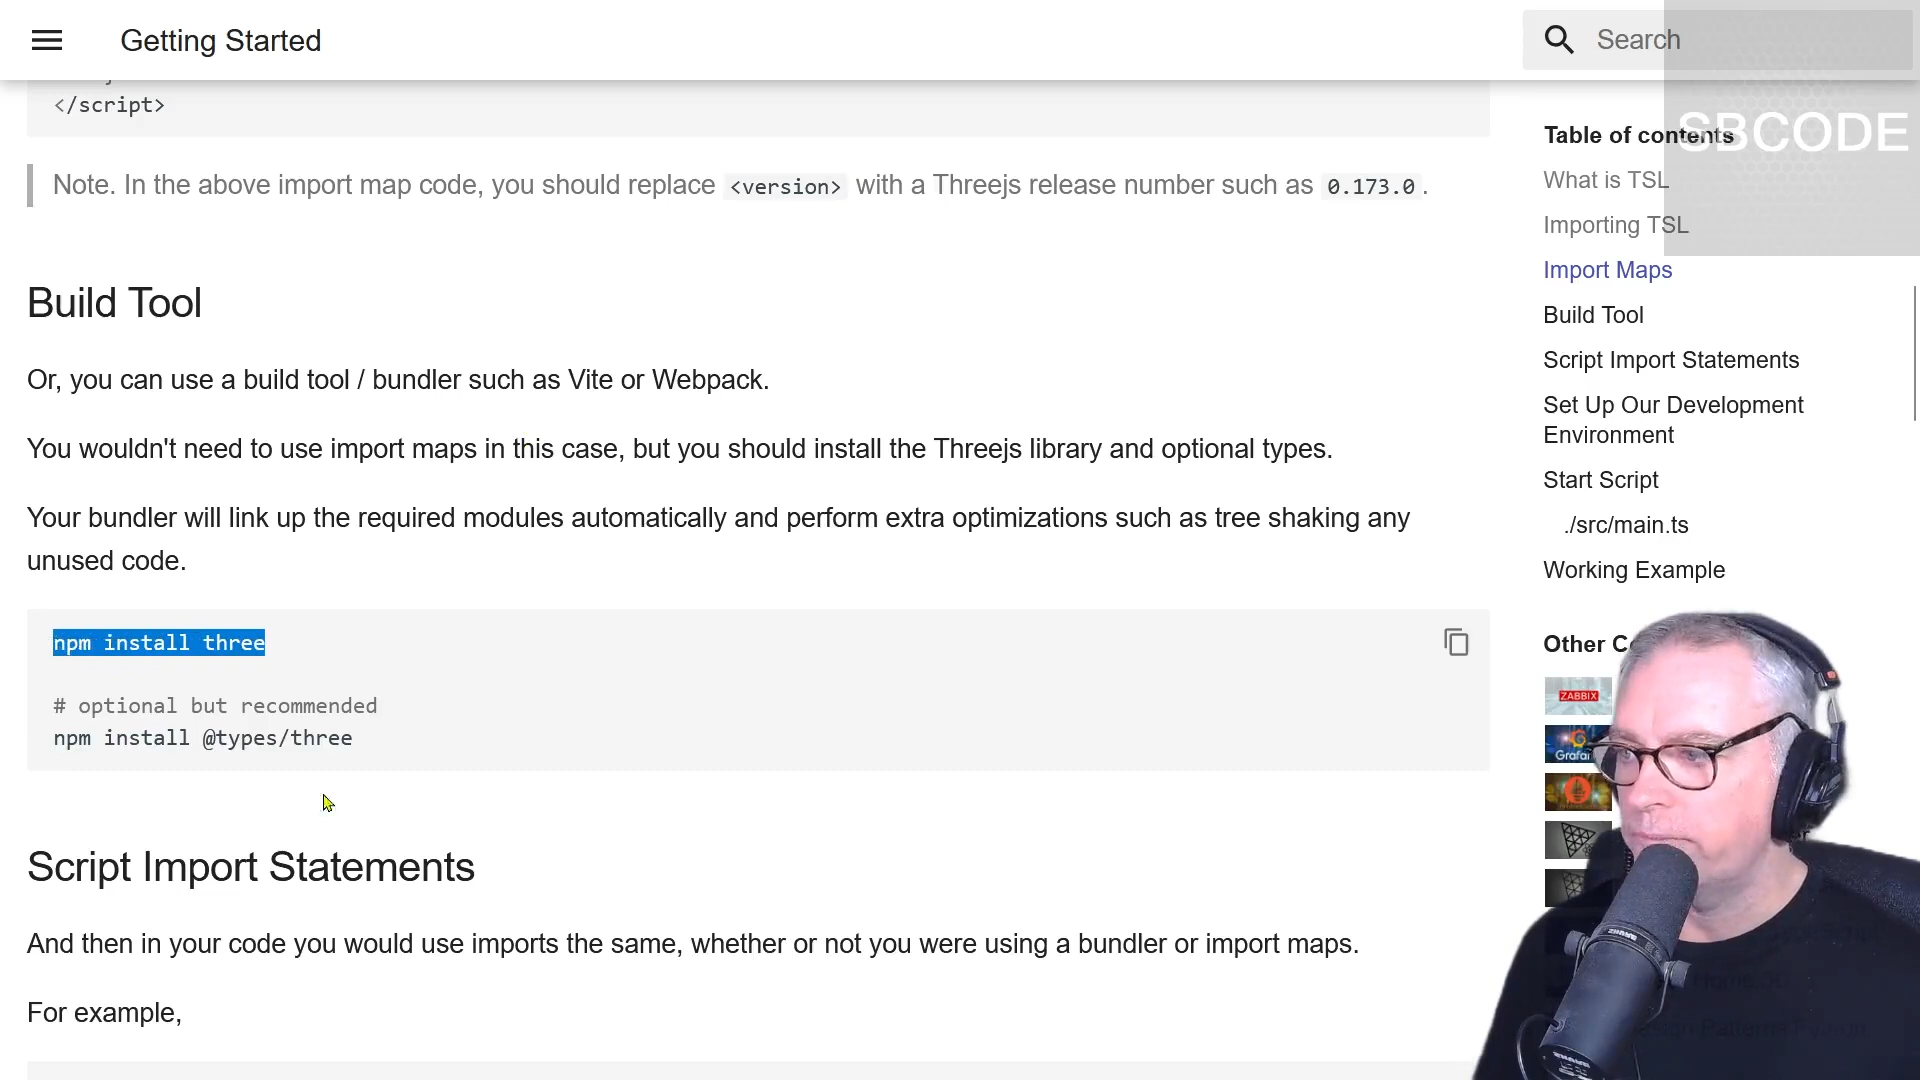 Getting Started
Search
</script>
SBCODE
Table of contents
Note. In the above import map code, you should replace <version> with a Threejs release number such as 0.173.0.
What is TSL
Importing TSL
Import Maps
Build Tool
Build Tool
Script Import Statements
Or, you can use a build tool / bundler such as Vite or Webpack.
Set Up Our Development
Environment
You wouldn't need to use import maps in this case, but you should install the Threejs library and optional types.
Start Script
Your bundler will link up the required modules automatically and perform extra optimizations such as tree shaking any
unused code.
./src/main.ts
Working Example
npm install three
# optional but recommended
npm install @types/three
Other
ZABBIX
Script Import Statements
And then in your code you would use imports the same, whether or not you were using a bundler or import maps.
For example,